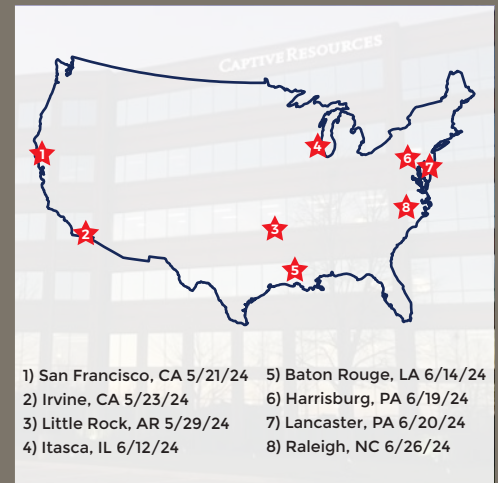 CAPTIVE RESOURCES
1
4
6
7
8
2
3
5
1) San Francisco, CA 5/21/24
2) Irvine, CA 5/23/24
3) Little Rock, AR 5/29/24
4) Itasca, IL 6/12/24
5) Baton Rouge, LA 6/14/24
6) Harrisburg, PA 6/19/24
7) Lancaster, PA 6/20/24
8) Raleigh, NC 6/26/24